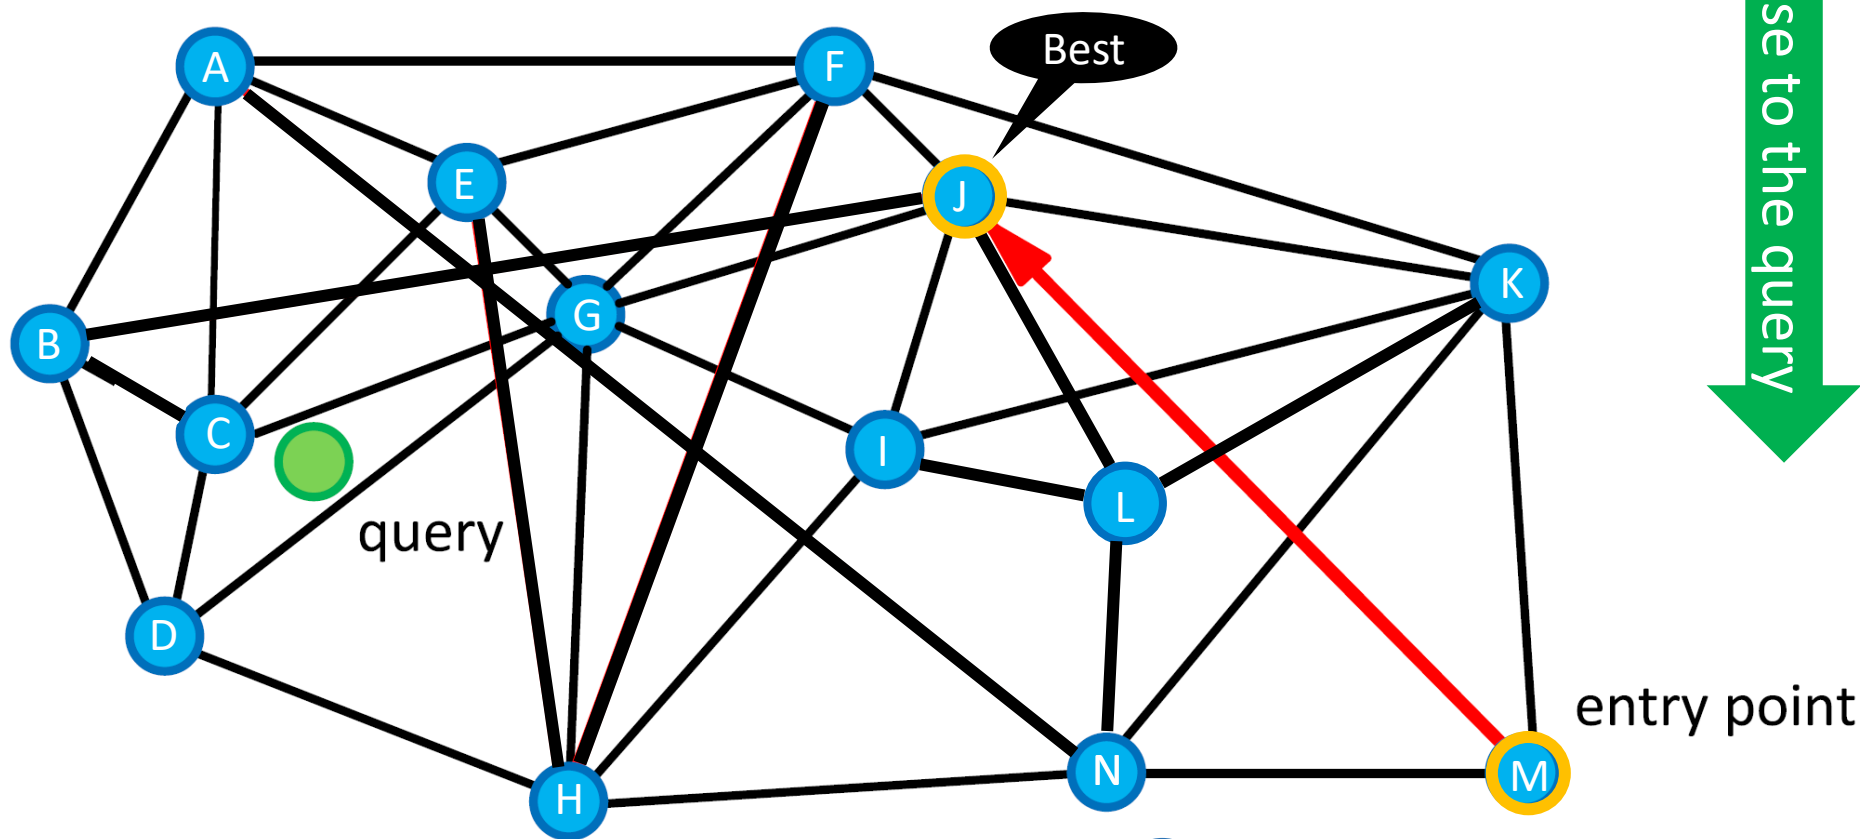 A
F
Best
E
J
K
G
B
C
I
L
query
D
entry point
N
M
H
se to the query